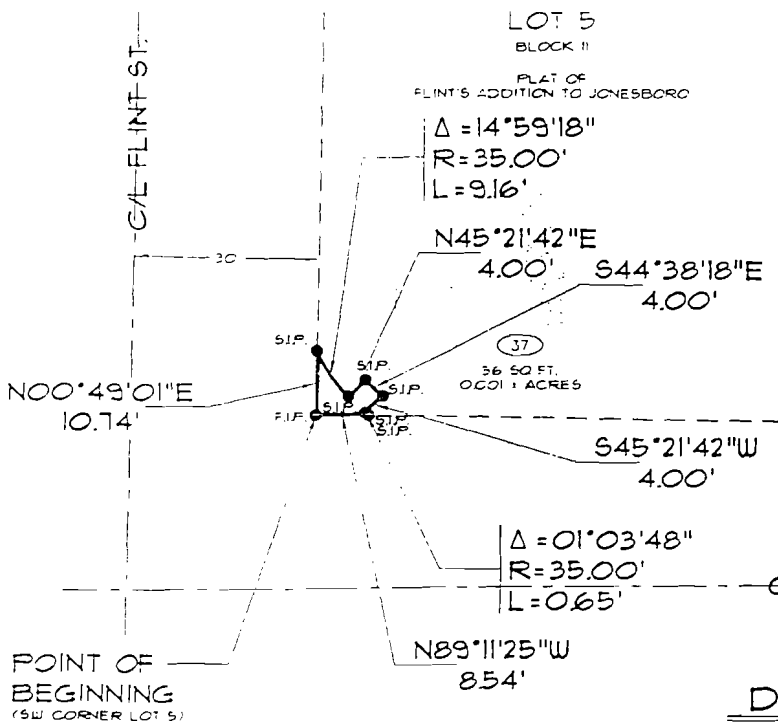 LOT 5
BLOCK 11
PLAT OF
FLINT'S ADDITION TO JONESBORO
C/L FLINT ST.
Δ = 14°59'18"
R = 35.00'
L = 9.16'
30
N45°21'42"E
4.00'
S44°38'18"E
4.00'
S.I.P.
S.I.P.
S.I.P.
37
36 SQ. FT.
0.001 ± ACRES
N00°49'01"E
10.74'
S.I.P.
F.I.P.
S.I.P.
S.I.P.
S45°21'42"W
4.00'
Δ = 01°03'48"
R = 35.00'
L = 0.65'
N89°11'25"W
8.54'
POINT OF
BEGINNING
(SW CORNER LOT 5)
D